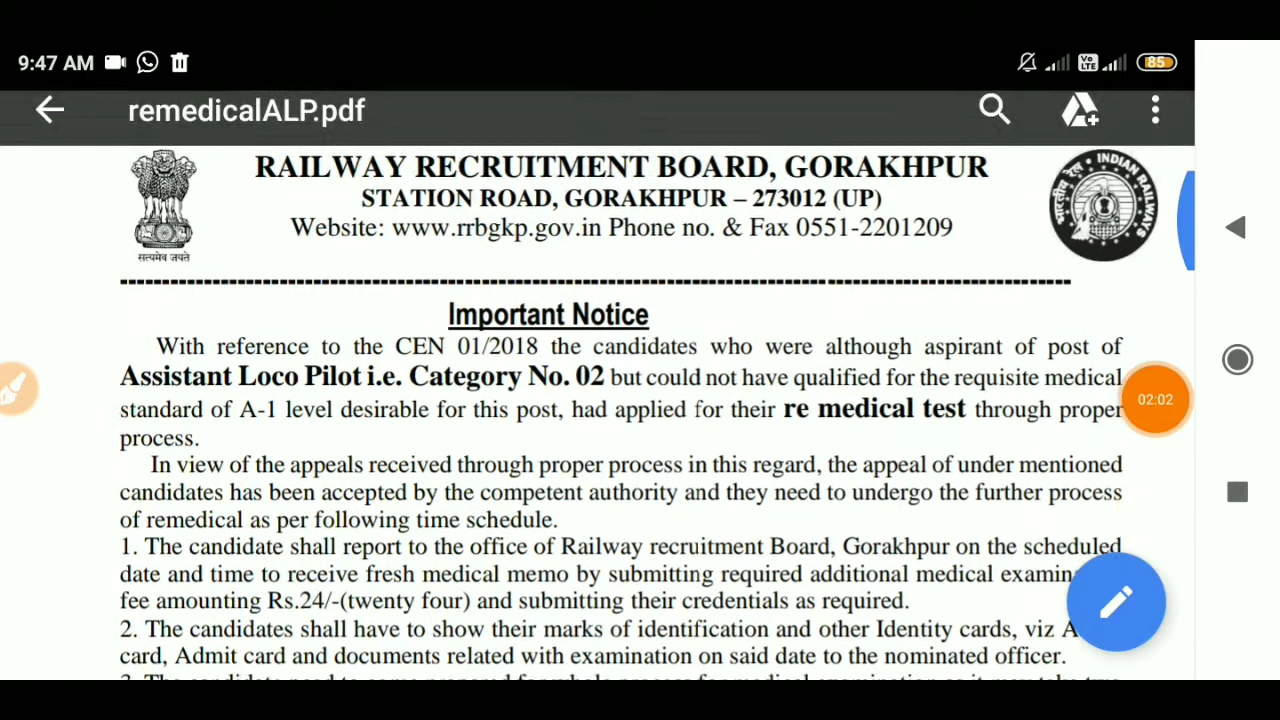 9:47 AM
Vo LTE
85
remedicalALP.pdf
RAILWAY RECRUITMENT BOARD, GORAKHPUR
STATION ROAD, GORAKHPUR – 273012 (UP)
Website: www.rrbgkp.gov.in Phone no. & Fax 0551-2201209
सत्यमेव जयते
भारतीय रेल INDIAN RAILWAYS
Important Notice
With reference to the CEN 01/2018 the candidates who were although aspirant of post of
Assistant Loco Pilot i.e. Category No. 02 but could not have qualified for the requisite medical
standard of A-1 level desirable for this post, had applied for their re medical test through proper
process.
02:02
In view of the appeals received through proper process in this regard, the appeal of under mentioned
candidates has been accepted by the competent authority and they need to undergo the further process
of remedical as per following time schedule.
1. The candidate shall report to the office of Railway recruitment Board, Gorakhpur on the scheduled
date and time to receive fresh medical memo by submitting required additional medical examin
fee amounting Rs.24/-(twenty four) and submitting their credentials as required.
2. The candidates shall have to show their marks of identification and other Identity cards, viz A
card, Admit card and documents related with examination on said date to the nominated officer.